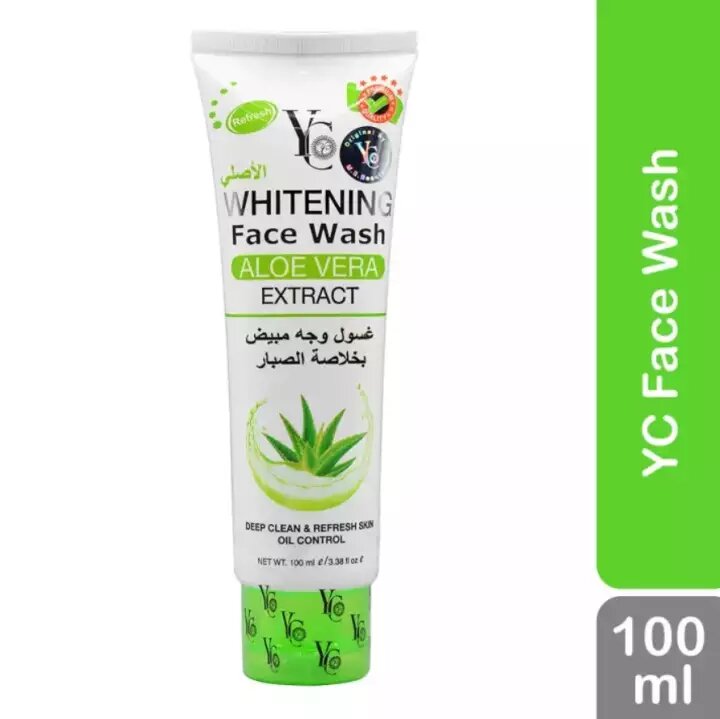 Refresh
YC
الأصلي
WHITENING
Face Wash
ALOE VERA
EXTRACT
غسول وجه مبيض
بخلاصة الصبار
DEEP CLEAN & REFRESH SKIN
OIL CONTROL
NET WT. 100 ml ℮/3.38 fl oz ℮
YC
YC
YC
YC
YC
YC Face Wash
100
ml